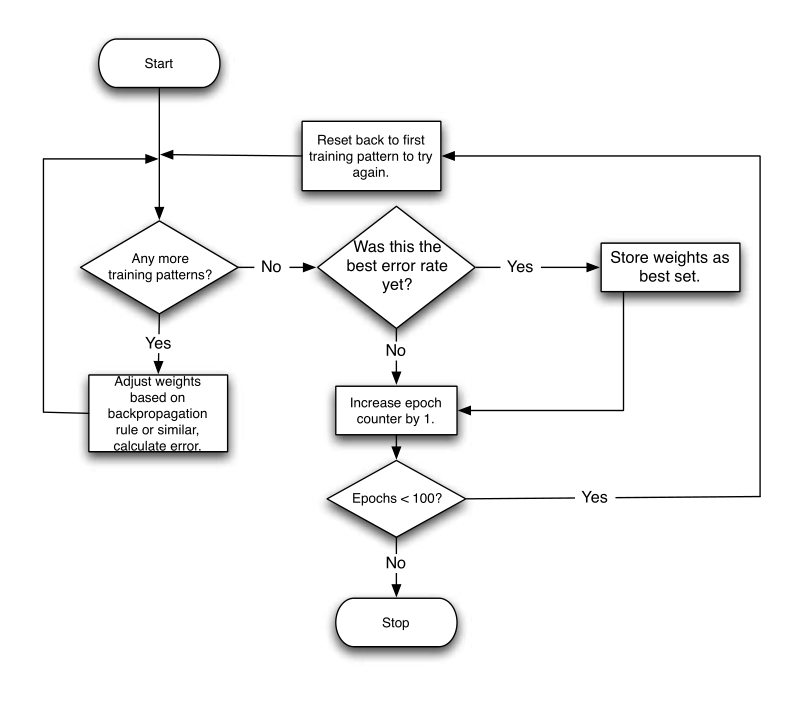 Start
Reset back to first
training pattern to try
again.
Any more
training patterns?
No
Was this the
best error rate
yet?
Yes
Store weights as
best set.
Yes
No
Adjust weights
based on
backpropagation
rule or similar,
calculate error.
Increase epoch
counter by 1.
Epochs < 100?
Yes
No
Stop